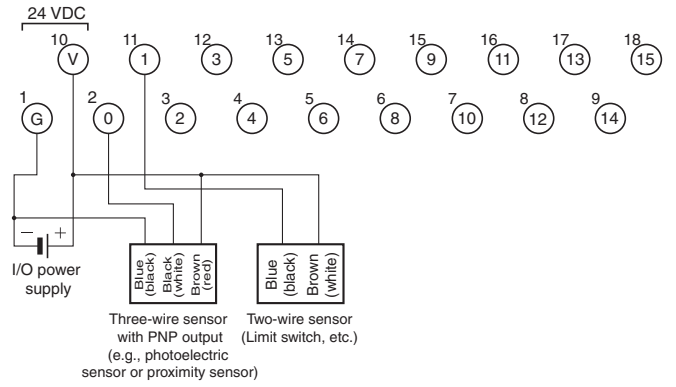 24 VDC
10 11 12 13 14 15 16 17 18
V 1 3 5 7 9 11 13 15
1 2 3 4 5 6 7 8 9
G 0 2 4 6 8 10 12 14
− +
I/O power
supply
Blue
(black)
Black
(white)
Brown
(red)
Blue
(black)
Brown
(white)
Three-wire sensor
with PNP output
(e.g., photoelectric
sensor or proximity sensor)
Two-wire sensor
(Limit switch, etc.)